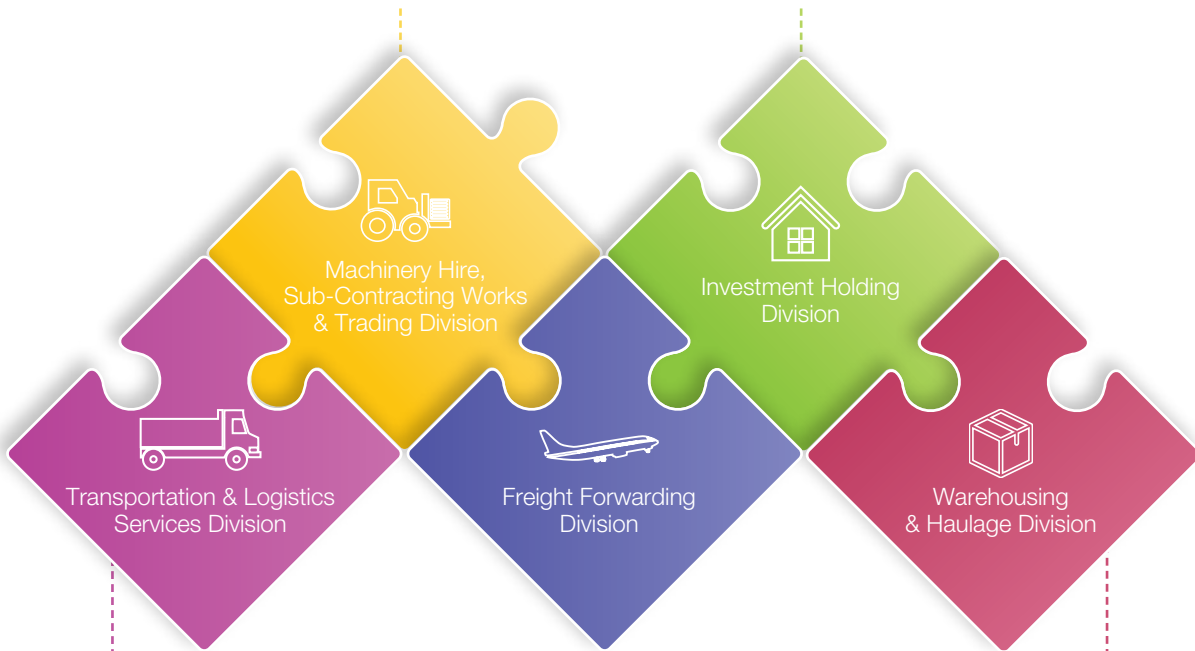 Machinery Hire,
Sub-Contracting Works
& Trading Division
Investment Holding
Division
Transportation & Logistics
Services Division
Freight Forwarding
Division
Warehousing
& Haulage Division